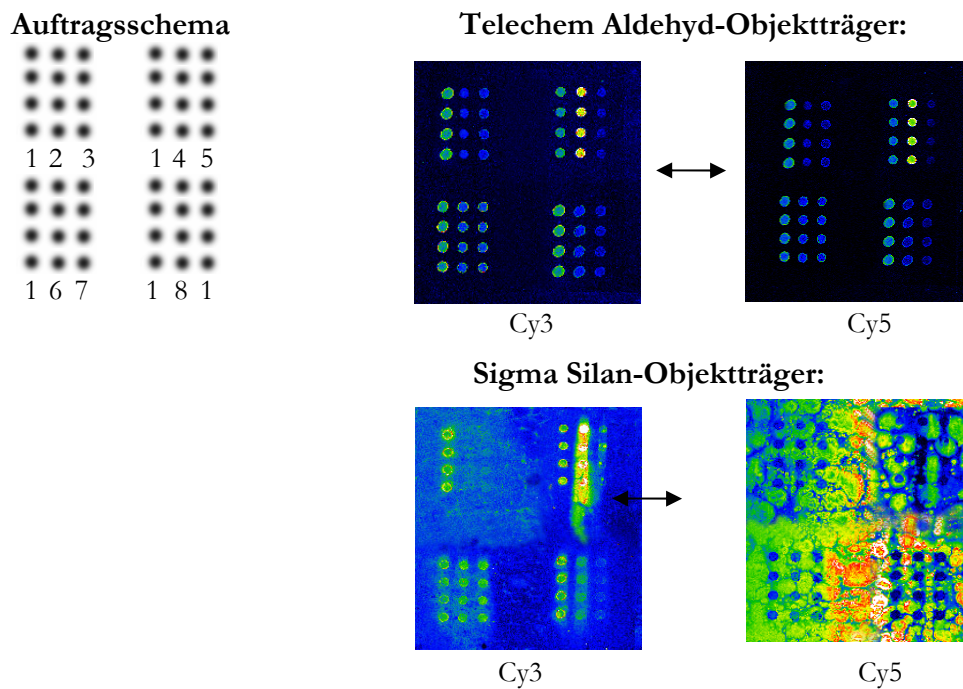 Auftragsschema
1 2 3 1 4 5
1 6 7 1 8 1
Telechem Aldehyd-Objektträger:
Cy3 Cy5
Sigma Silan-Objektträger:
Cy3 Cy5